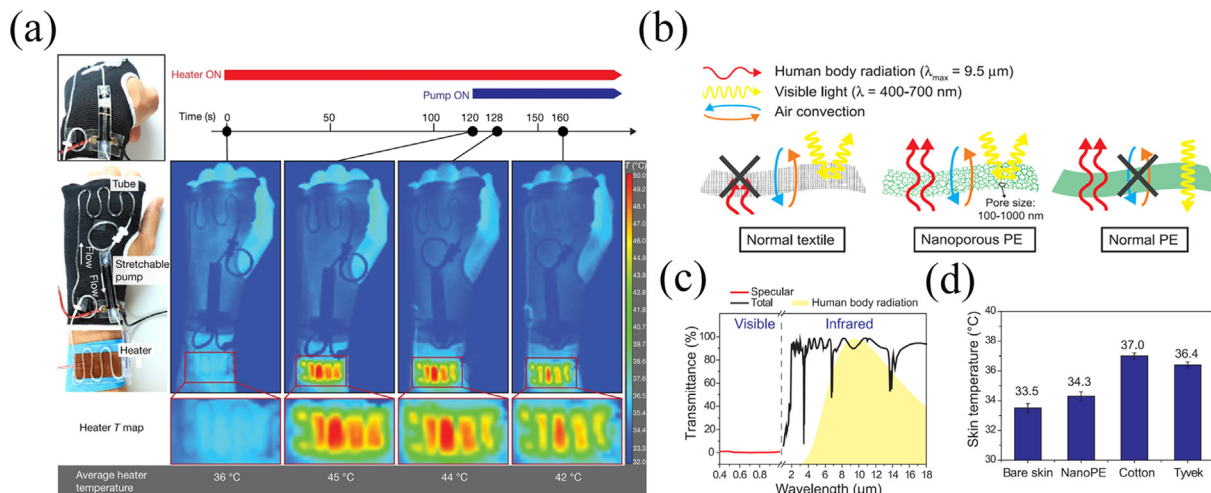 (a)
Heater ON
Pump ON
Time (s)
0
50
100
120
128
150
160
Tube
Flow
Flow
Stretchable
pump
Heater
T (°C)
50.0
49.1
48.1
47.0
46.0
45.0
43.9
42.9
41.8
40.7
39.7
38.6
37.6
36.5
35.4
34.3
33.2
32.0
Heater T map
Average heater
temperature
36 °C
45 °C
44 °C
42 °C
(b)
Human body radiation (λmax = 9.5 μm)
Visible light (λ = 400-700 nm)
Air convection
Pore size:
100-1000 nm
Normal textile
Nanoporous PE
Normal PE
(c)
Specular
Total
Human body radiation
Visible
Infrared
Transmittance (%)
100
80
60
40
20
0
0.4
0.6
0.8
2
4
6
8
10
12
14
16
18
Wavelength (μm)
(d)
Skin temperature (°C)
40
38
36
34
32
30
33.5
34.3
37.0
36.4
Bare skin
NanoPE
Cotton
Tyvek